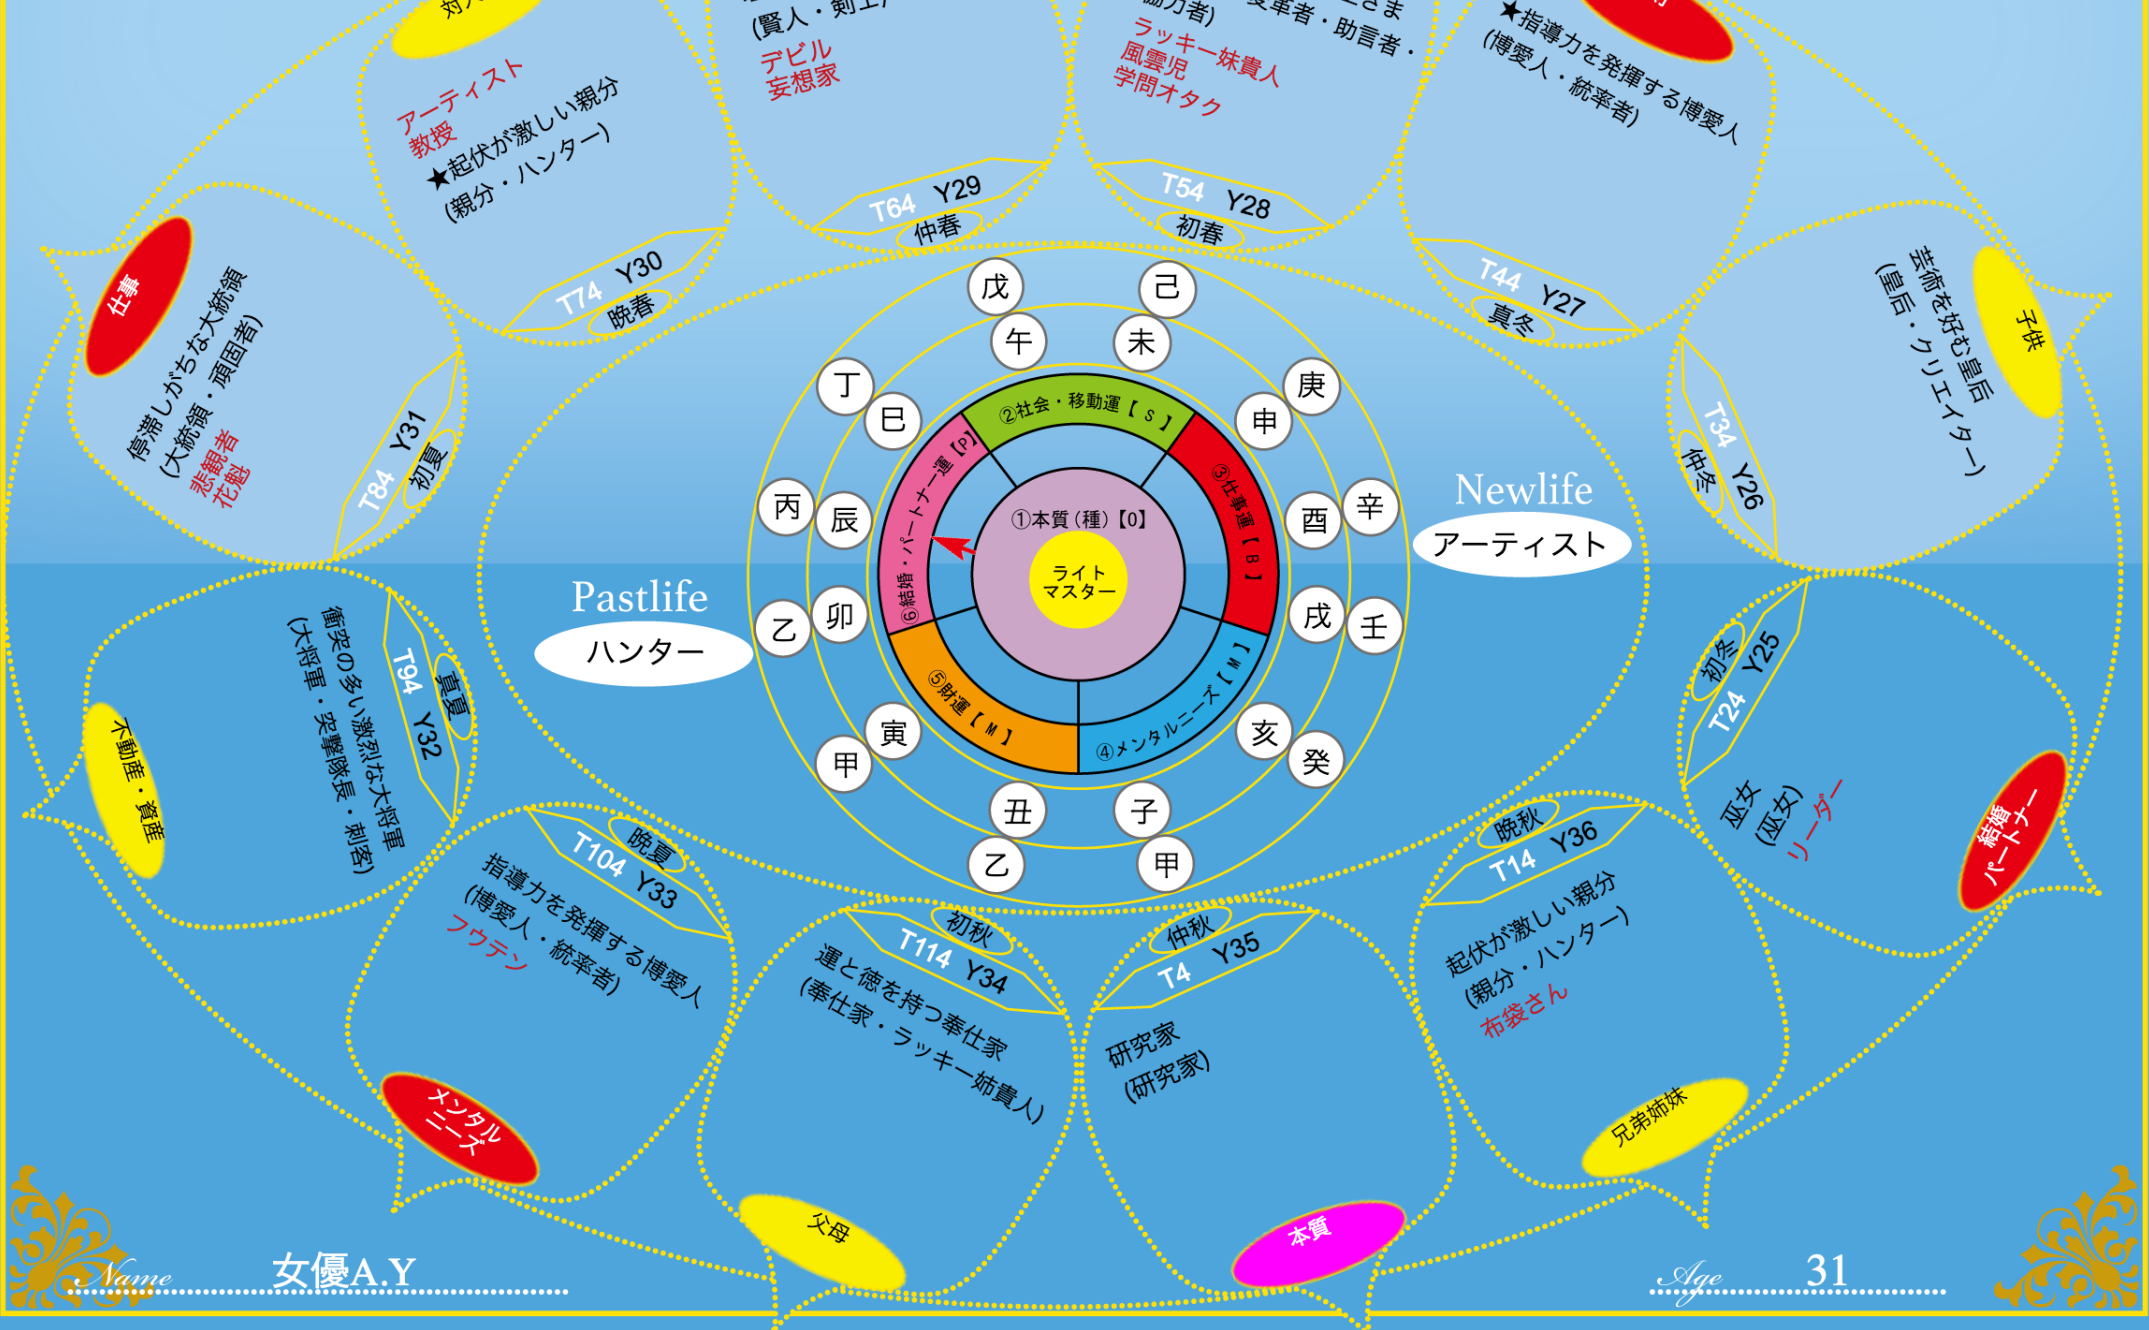 対人
アーティスト
教授
★起伏が激しい親分
(親分・ハンター)
T74 Y30
晩春
(賢人・剣士)
デビル
妄想家
T64 Y29
仲春
変革者・助言者・
協力者)
ラッキー妹貴人
風雲児
学問オタク
T54 Y28
初春
★指導力を発揮する博愛人
(博愛人・統率者)
T44 Y27
真冬
子供
芸術を好む皇后
(皇后・クリエイター)
T34 Y26
仲冬
仕事
停滞しがちな大統領
(大統領・頑固者)
悲観者
花魁
T84 Y31
初夏
戊
己
午
未
丁
巳
庚
申
丙
辰
酉
辛
乙
卯
戌
壬
甲
寅
亥
癸
丑
子
乙
甲
②社会・移動運【S】
③仕事運【B】
④メンタルニーズ【M】
⑤財運【M】
⑥結婚・パートナー運【P】
①本質(種)【O】
ライト
マスター
Newlife
アーティスト
Pastlife
ハンター
不動産・資産
衝突の多い激烈な大将軍
(大将軍・突撃隊長・刺客)
T94 Y32
真夏
結婚
パートナー
巫女
(巫女)
リーダー
T24 Y25
初冬
晩夏
T104 Y33
指導力を発揮する博愛人
(博愛人・統率者)
フウテン
メンタル
ニーズ
初秋
T114 Y34
運と徳を持つ奉仕家
(奉仕家・ラッキー姉貴人)
父母
仲秋
T4 Y35
研究家
(研究家)
本質
晩秋
T14 Y36
起伏が激しい親分
(親分・ハンター)
布袋さん
兄弟姉妹
Name 女優A.Y
Age 31